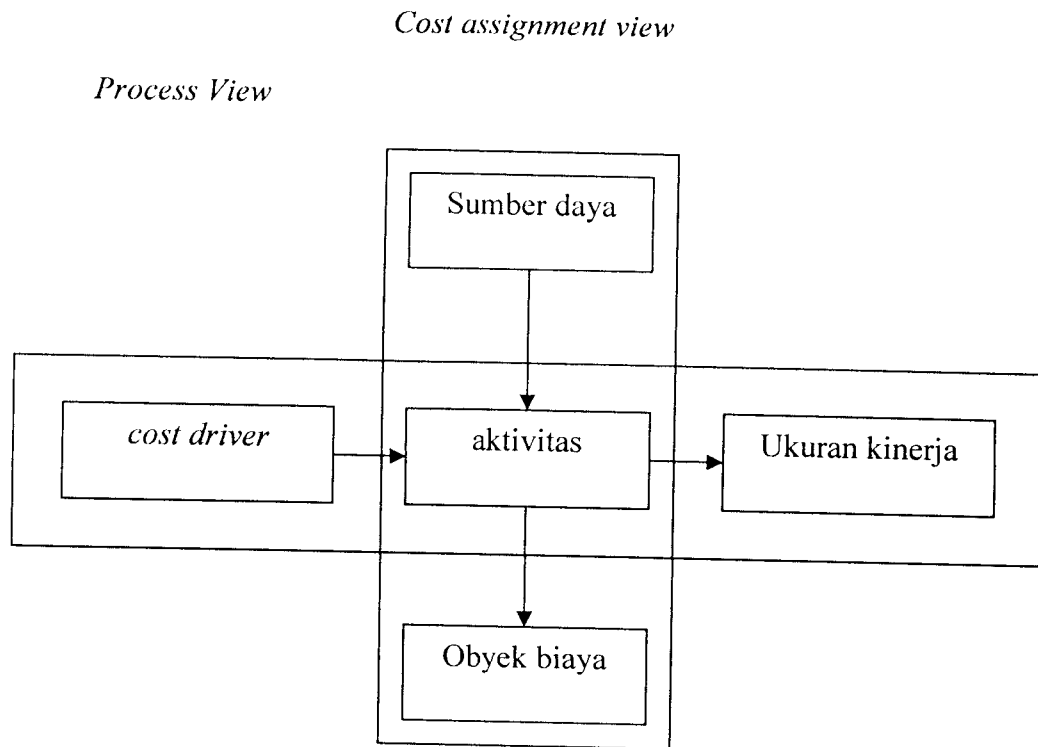 Cost assignment view
Process View
Sumber daya
cost driver
aktivitas
Ukuran kinerja
Obyek biaya